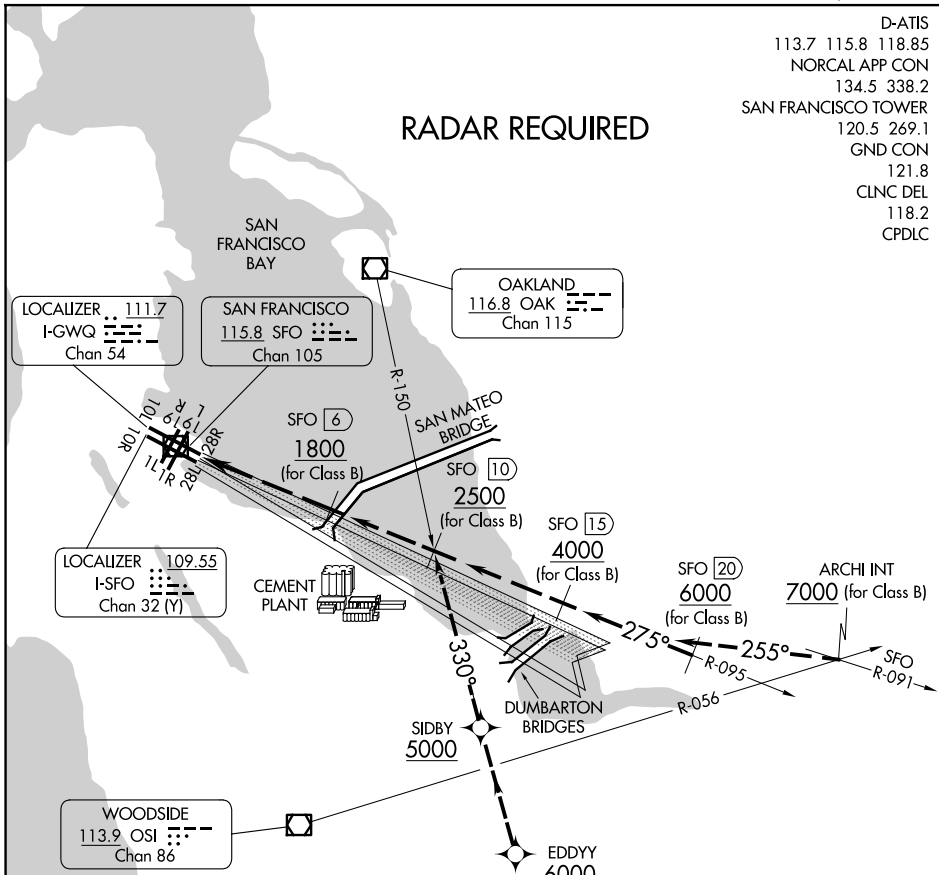 D-ATIS
113.7 115.8 118.85
NORCAL APP CON
134.5 338.2
SAN FRANCISCO TOWER
120.5 269.1
GND CON
121.8
CLNC DEL
118.2
CPDLC
RADAR REQUIRED
SAN
FRANCISCO
BAY
OAKLAND
116.8 OAK
Chan 115
LOCALIZER 111.7
I-GWQ
Chan 54
SAN FRANCISCO
115.8 SFO
Chan 105
R-150
SAN MATEO
BRIDGE
SFO 6
1800
(for Class B)
10L
10R
19L
19R
28R
28L
1L
1R
SFO 10
2500
(for Class B)
SFO 15
4000
(for Class B)
SFO 20
6000
(for Class B)
ARCHI INT
7000 (for Class B)
LOCALIZER 109.55
I-SFO
Chan 32 (Y)
CEMENT
PLANT
275°
R-095
255°
SFO
R-091
330°
R-056
DUMBARTON
BRIDGES
SIDBY
5000
WOODSIDE
113.9 OSI
Chan 86
EDDYY
6000